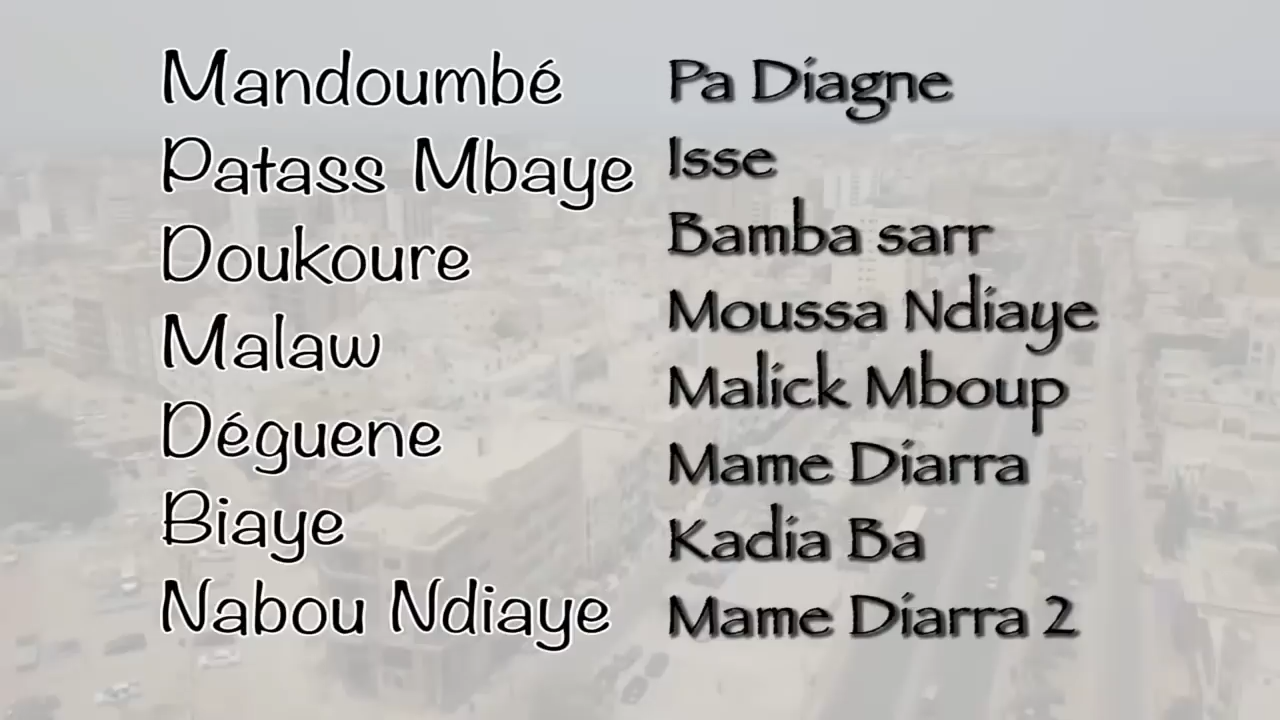 Mandoumbé
Patass Mbaye
Doukoure
Malaw
Déguene
Biaye
Nabou Ndiaye
Pa Diagne
Isse
Bamba sarr
Moussa Ndiaye
Malick Mboup
Mame Diarra
Kadia Ba
Mame Diarra 2